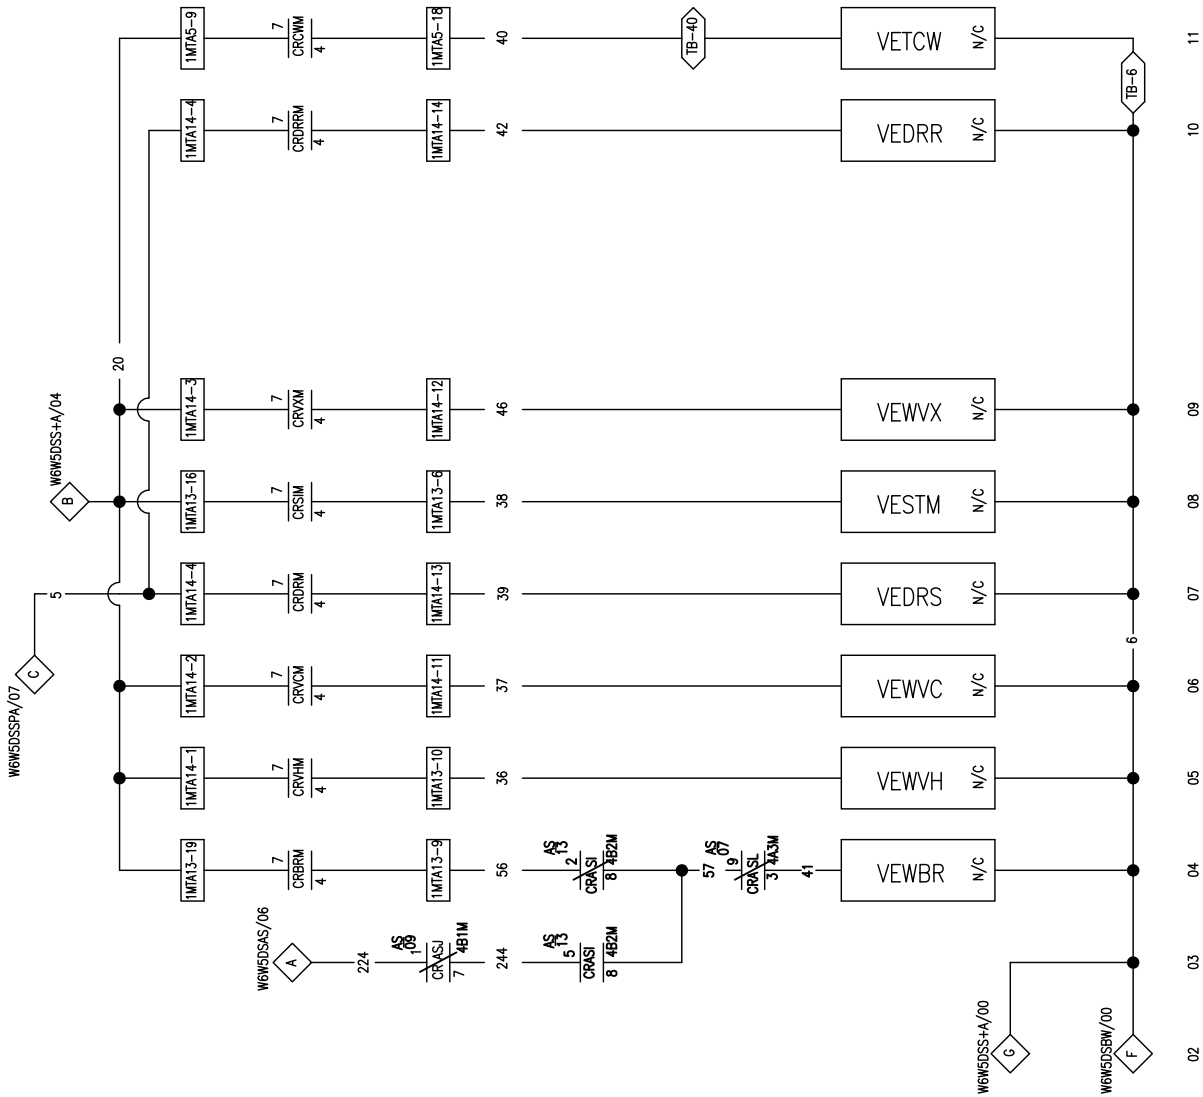 1MTA5-9
7
CRCWM
4
1MTA5-18
40
TB-40
VETCW
N/C
TB-6
11
1MTA14-4
7
CRDRRM
4
1MTA14-14
42
VEDRR
N/C
10
20
1MTA14-3
7
CRVXM
4
1MTA14-12
46
VEWVX
N/C
09
W6W5DSS+A/04
B
1MTA13-16
7
CRSIM
4
1MTA13-6
38
VESTM
N/C
08
5
1MTA14-4
7
CRDRM
4
1MTA14-13
39
VEDRS
N/C
07
6
W6W5DSSPA/07
C
1MTA14-2
7
CRVCM
4
1MTA14-11
37
VEWVC
N/C
06
1MTA14-1
7
CRVHM
4
1MTA13-10
36
VEWVH
N/C
05
1MTA13-19
7
CRBRM
4
1MTA13-9
56
AS
13
2
CRASI
8
4B2M
57
AS
07
9
CRASL
3
4A3M
41
VEWBR
N/C
04
W6W5DSAS/06
A
224
AS
09
1
CRASJ
7
4B1M
244
AS
13
5
CRASI
8
4B2M
03
W6W5DSS+A/00
G
W6W5DSBW/00
F
02